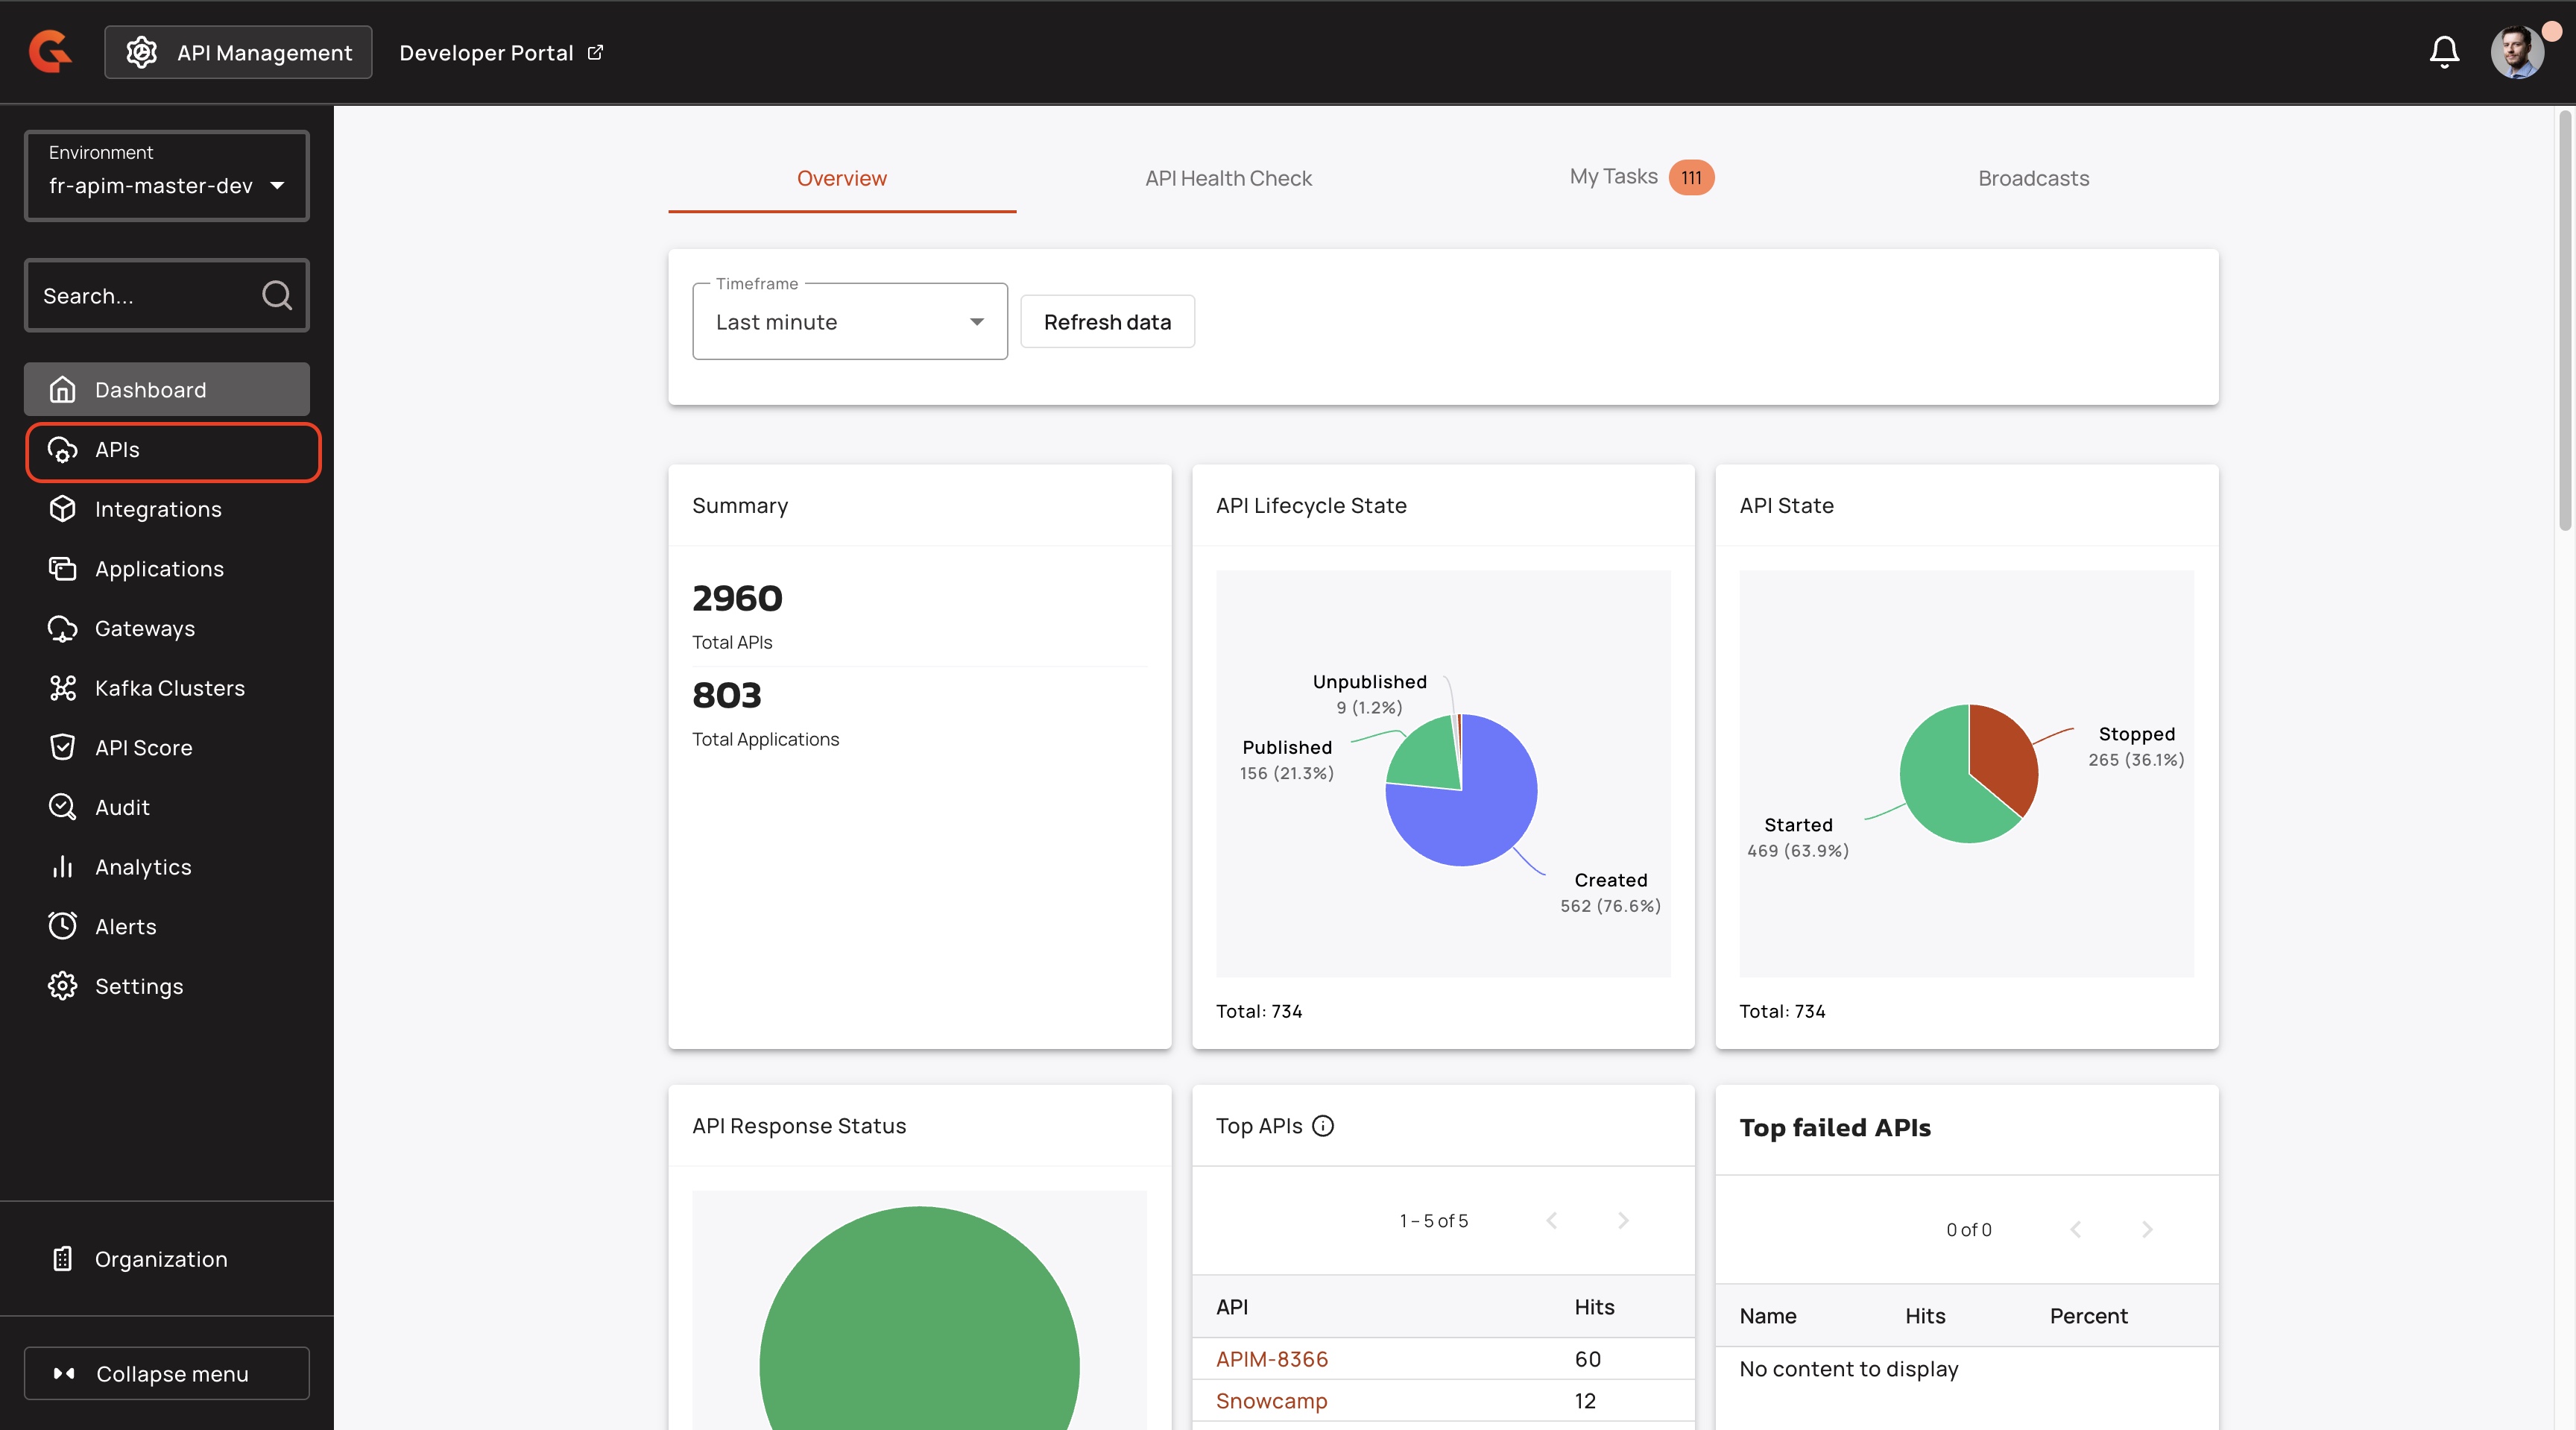 API Management
Developer Portal
Environment
fr-apim-master-dev
Search...
Dashboard
APIs
Integrations
Applications
Gateways
Kafka Clusters
API Score
Audit
Analytics
Alerts
Settings
Organization
Collapse menu
Overview
API Health Check
My Tasks 111
Broadcasts
Timeframe
Last minute
Refresh data
Summary
2960
Total APIs
803
Total Applications
API Lifecycle State
Unpublished
9 (1.2%)
Published
156 (21.3%)
Created
562 (76.6%)
Total: 734
API State
Stopped
265 (36.1%)
Started
469 (63.9%)
Total: 734
API Response Status
Top APIs
1 – 5 of 5
API Hits
APIM-8366 60
Snowcamp 12
Top failed APIs
0 of 0
Name Hits Percent
No content to display